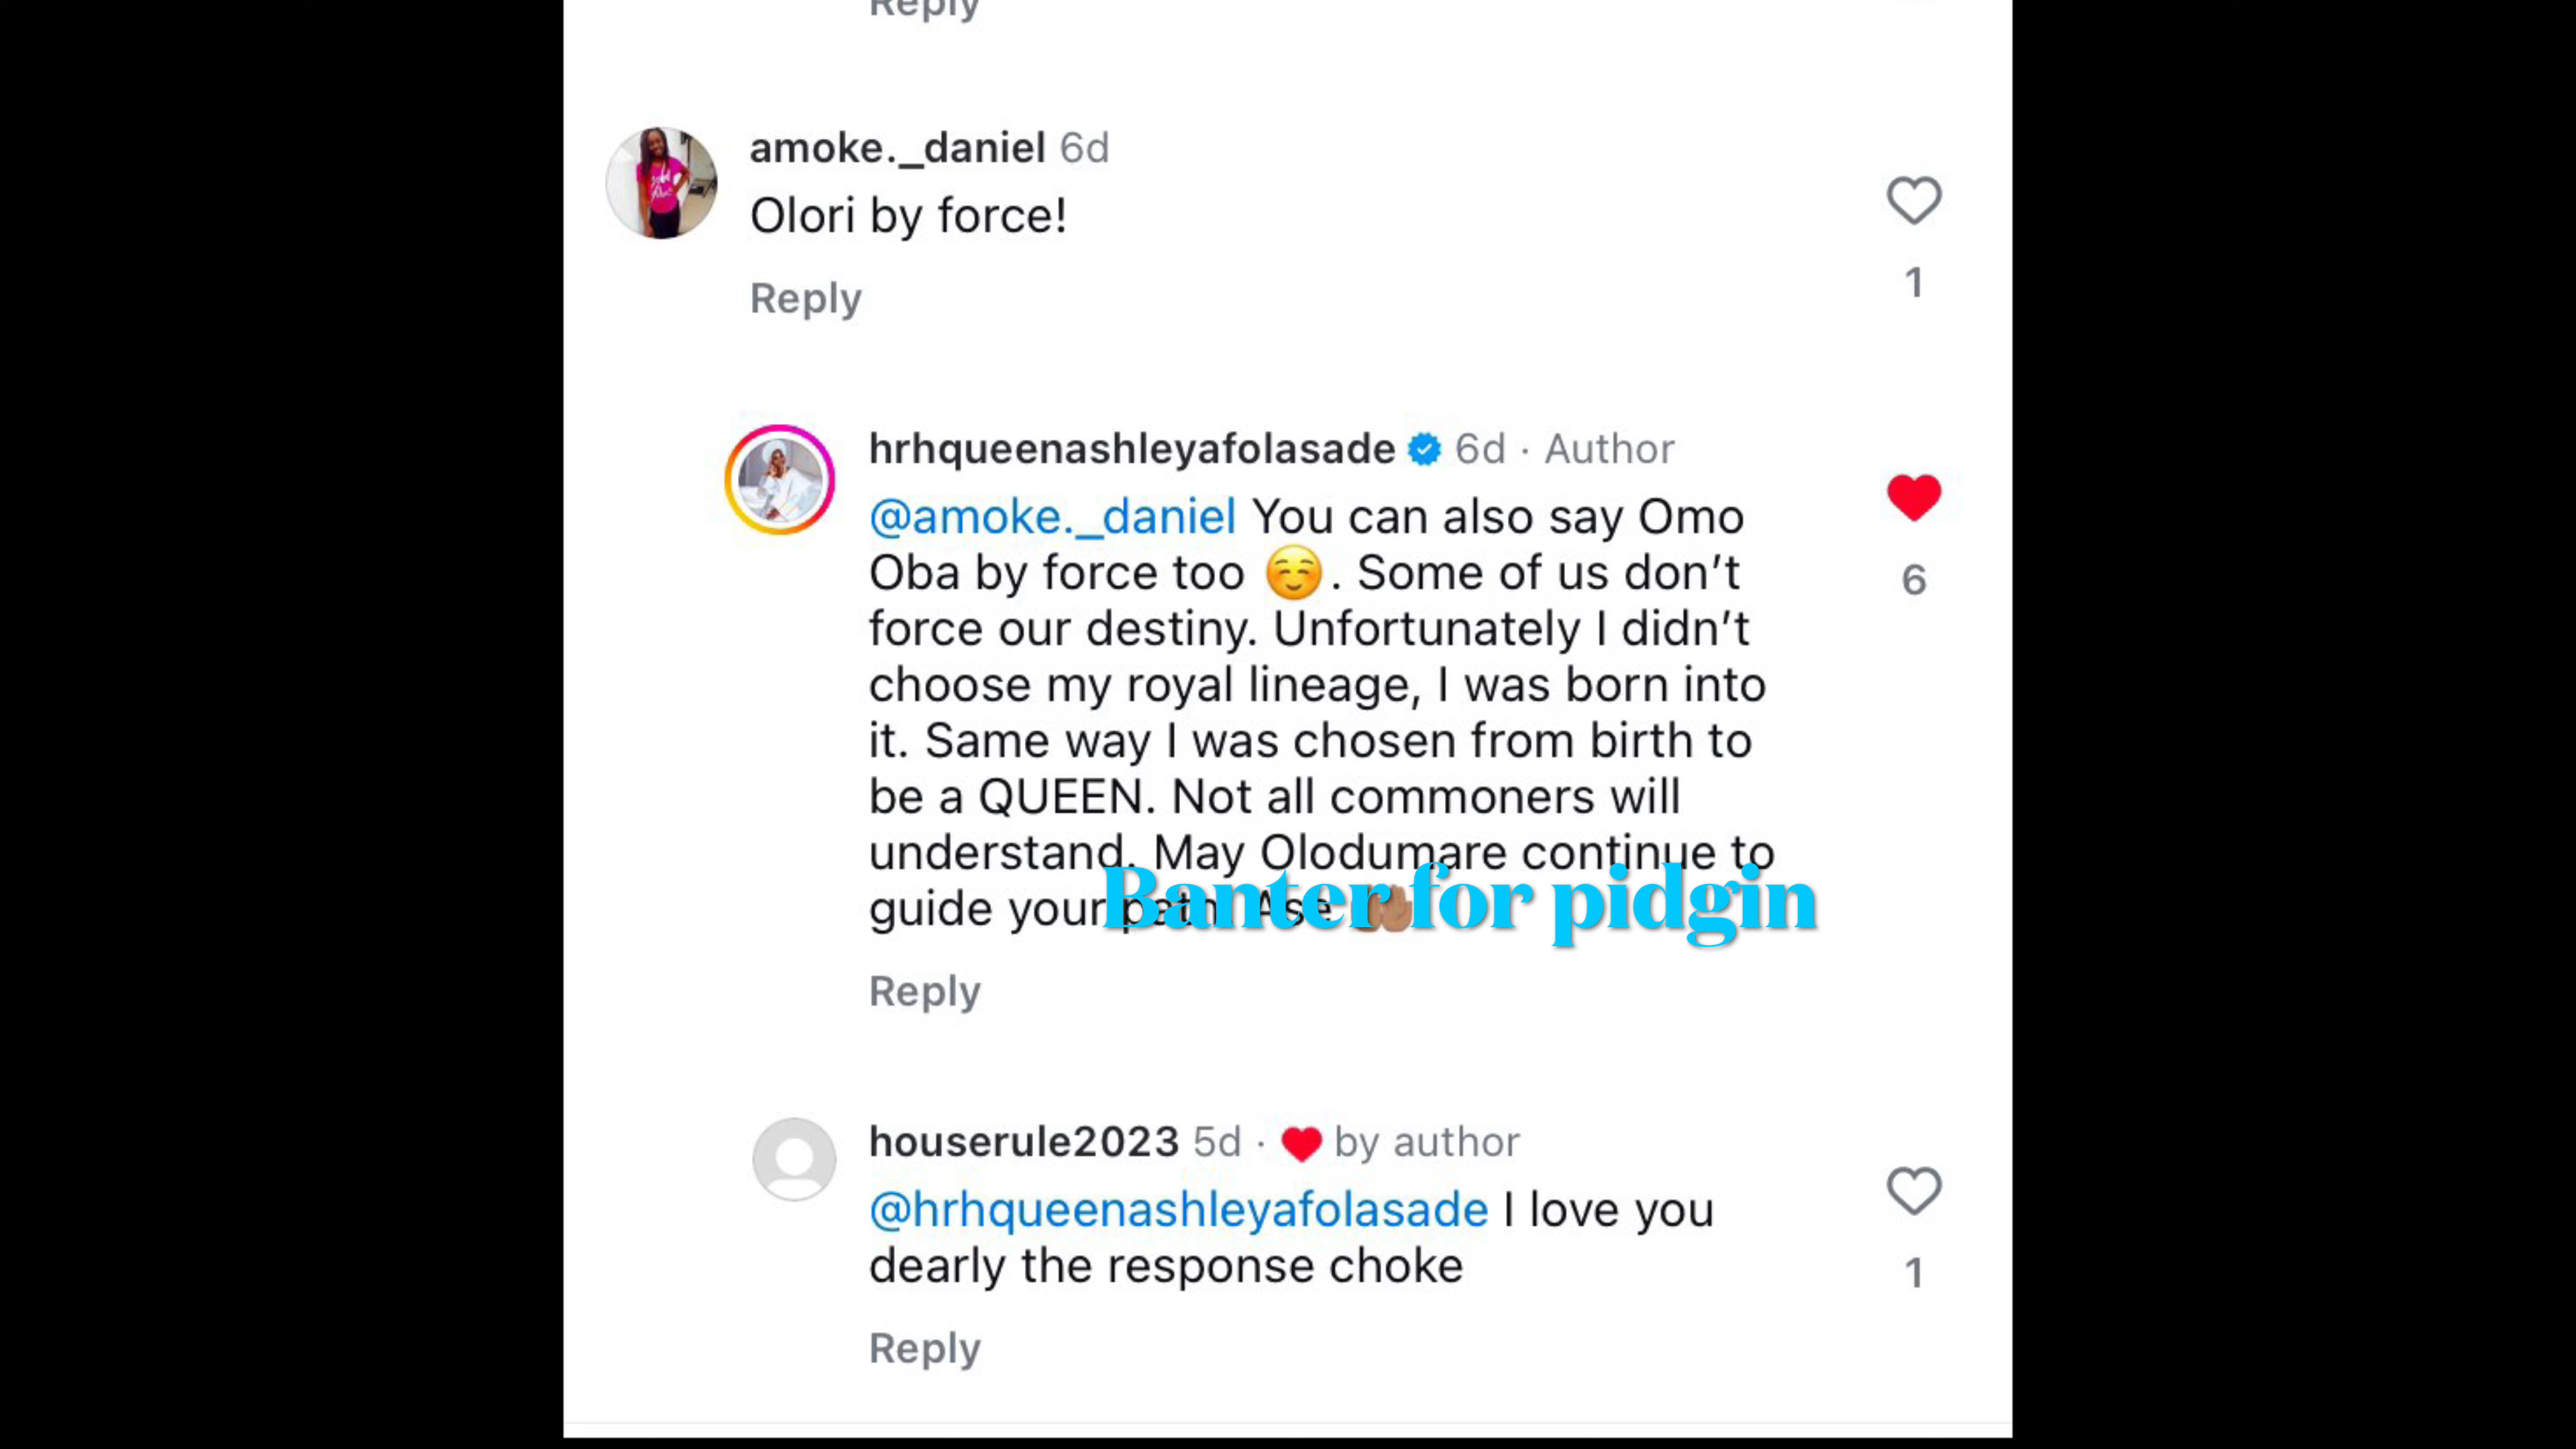 Reply
amoke._daniel 6d
Olori by force!
1
Reply
hrhqueenashleyafolasade 6d · Author
@amoke._daniel You can also say Omo
Oba by force too ☺️. Some of us don't
force our destiny. Unfortunately I didn't
6
choose my royal lineage, I was born into
it. Same way I was chosen from birth to
be a QUEEN. Not all commoners will
understand. May Olodumare continue to
guide your path Ase
Banter for pidgin
Reply
houserule2023 5d · ❤️ by author
@hrhqueenashleyafolasade I love you
dearly the response choke
1
Reply